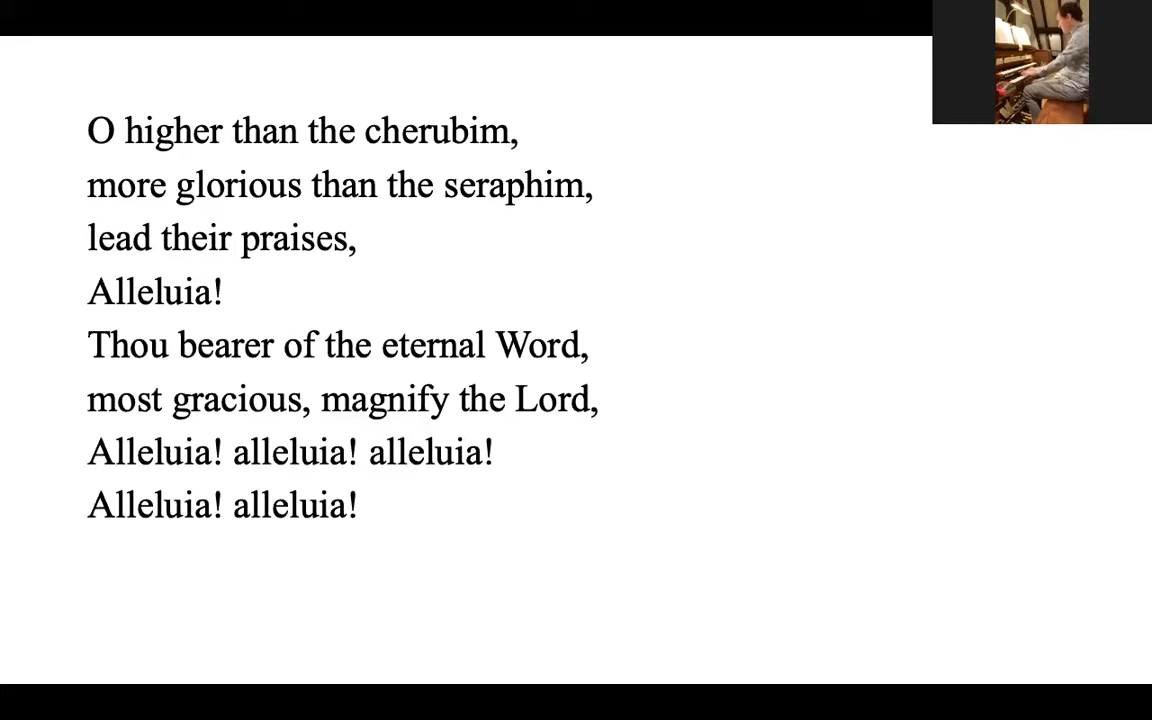 O higher than the cherubim,
more glorious than the seraphim,
lead their praises,
Alleluia!
Thou bearer of the eternal Word,
most gracious, magnify the Lord,
Alleluia! alleluia! alleluia!
Alleluia! alleluia!